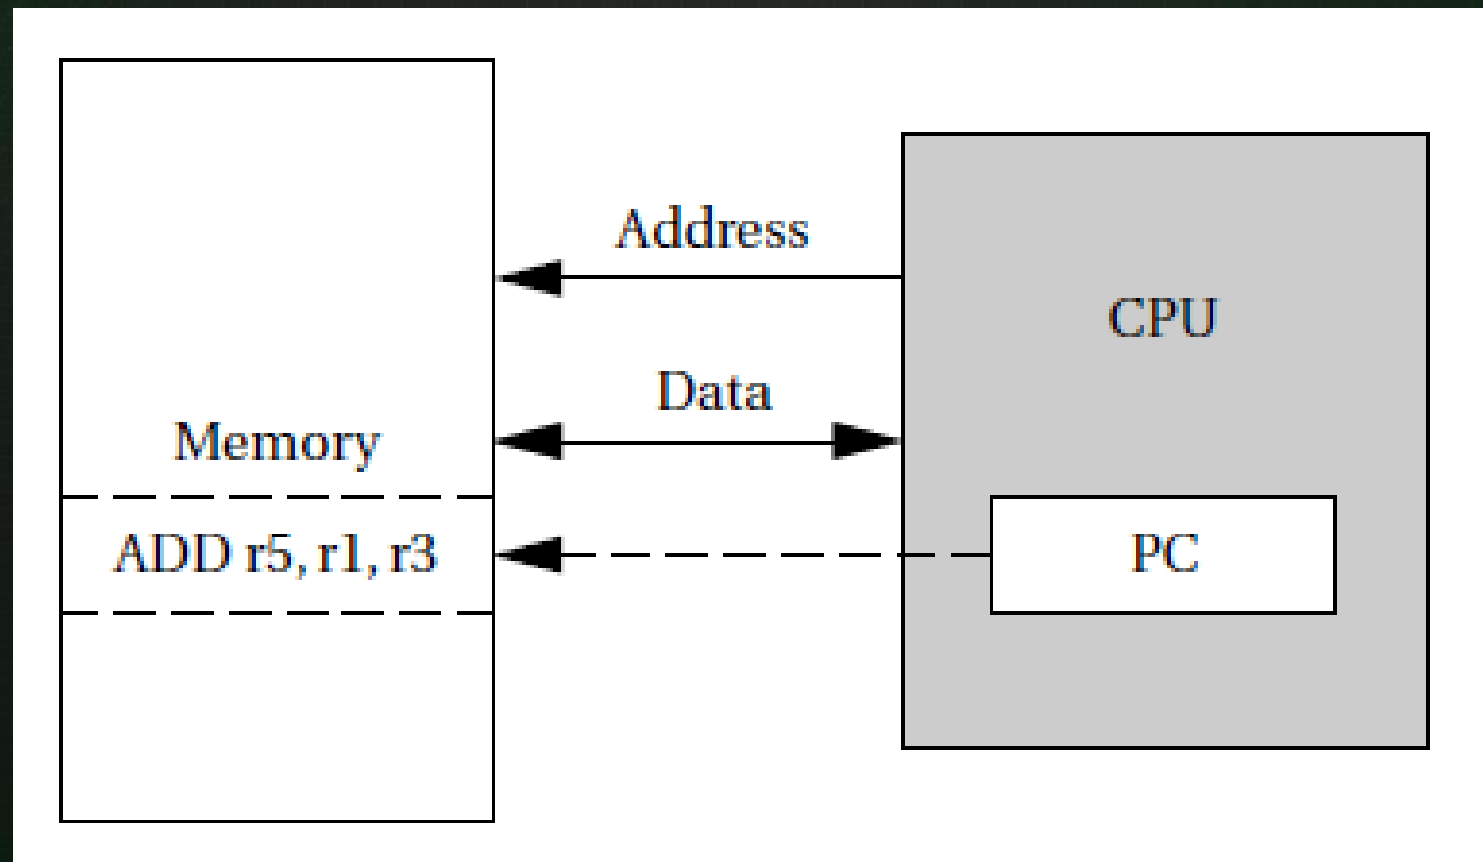 Address
CPU
Data
Memory
ADD r5, r1, r3
PC